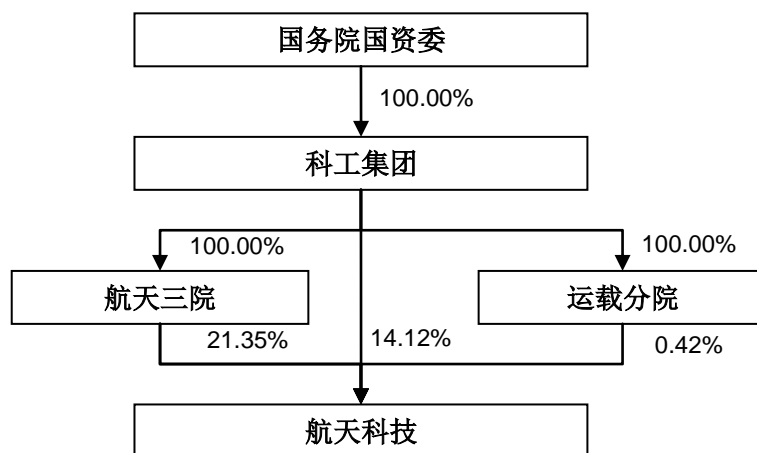 国务院国资委
100.00%
科工集团
100.00%
100.00%
航天三院
运载分院
21.35%
14.12%
0.42%
航天科技